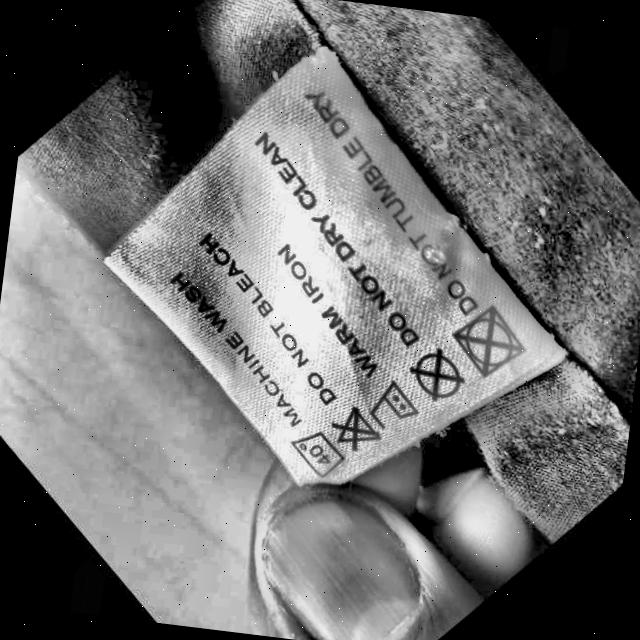 40° MACHINE WASH
DO NOT BLEACH
WARM IRON
DO NOT DRY CLEAN
DO NOT TUMBLE DRY